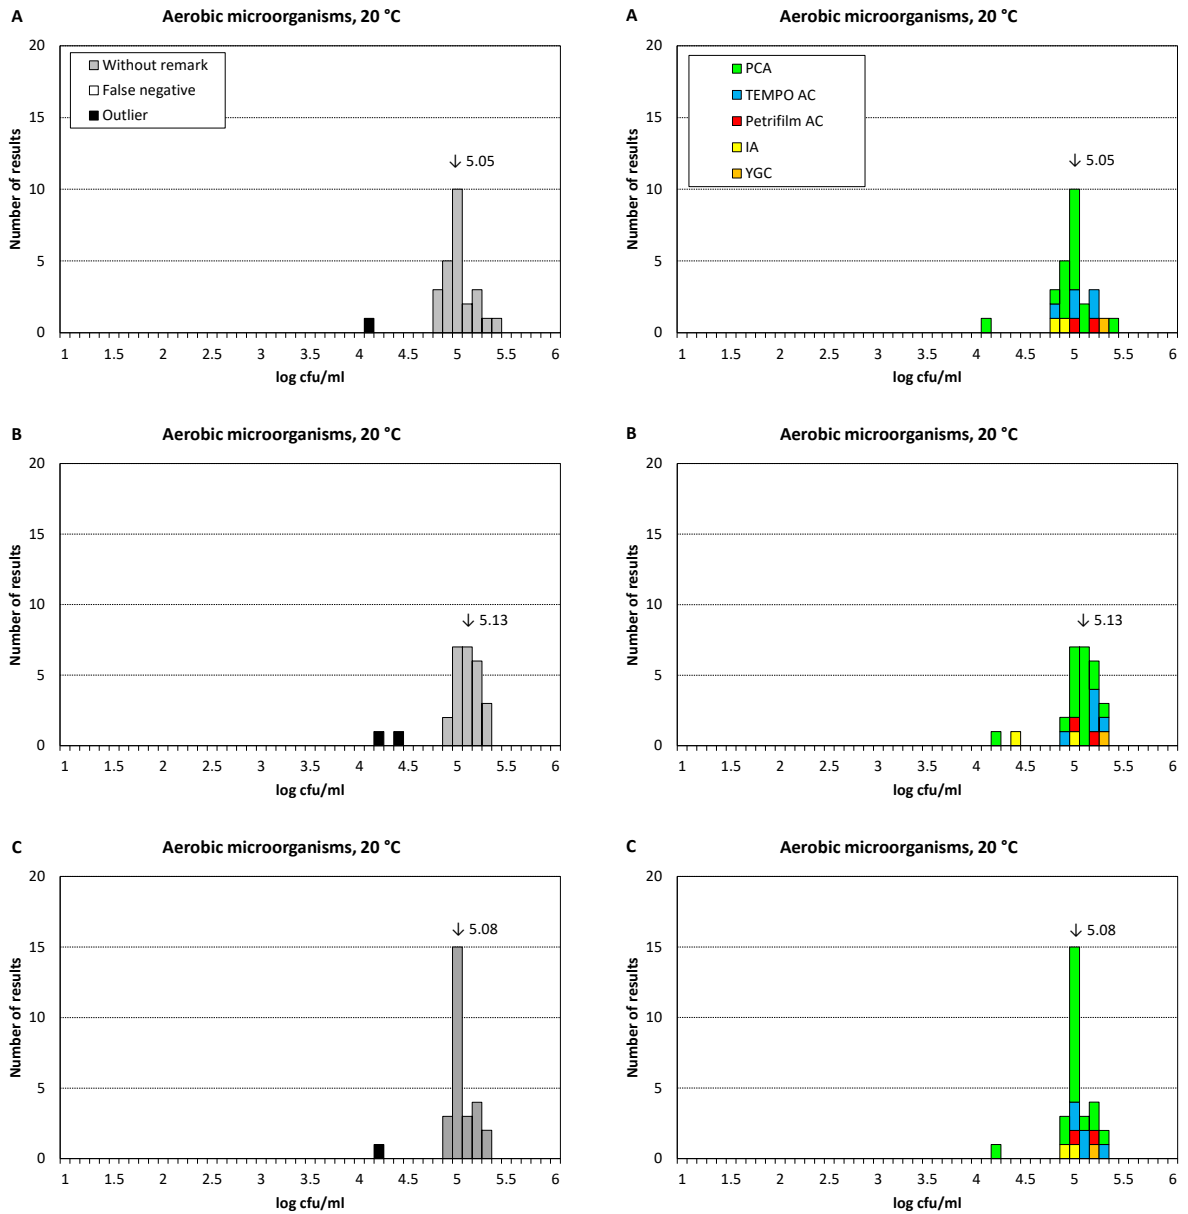 A
Aerobic microorganisms, 20 °C
20
15
10
5
0
Number of results
Without remark
False negative
Outlier
↓ 5.05
1 1.5 2 2.5 3 3.5 4 4.5 5 5.5 6
log cfu/ml
A
Aerobic microorganisms, 20 °C
20
15
10
5
0
Number of results
PCA
TEMPO AC
Petrifilm AC
IA
YGC
↓ 5.05
1 1.5 2 2.5 3 3.5 4 4.5 5 5.5 6
log cfu/ml
B
Aerobic microorganisms, 20 °C
20
15
10
5
0
Number of results
↓ 5.13
1 1.5 2 2.5 3 3.5 4 4.5 5 5.5 6
log cfu/ml
B
Aerobic microorganisms, 20 °C
20
15
10
5
0
Number of results
↓ 5.13
1 1.5 2 2.5 3 3.5 4 4.5 5 5.5 6
log cfu/ml
C
Aerobic microorganisms, 20 °C
20
15
10
5
0
Number of results
↓ 5.08
1 1.5 2 2.5 3 3.5 4 4.5 5 5.5 6
log cfu/ml
C
Aerobic microorganisms, 20 °C
20
15
10
5
0
Number of results
↓ 5.08
1 1.5 2 2.5 3 3.5 4 4.5 5 5.5 6
log cfu/ml